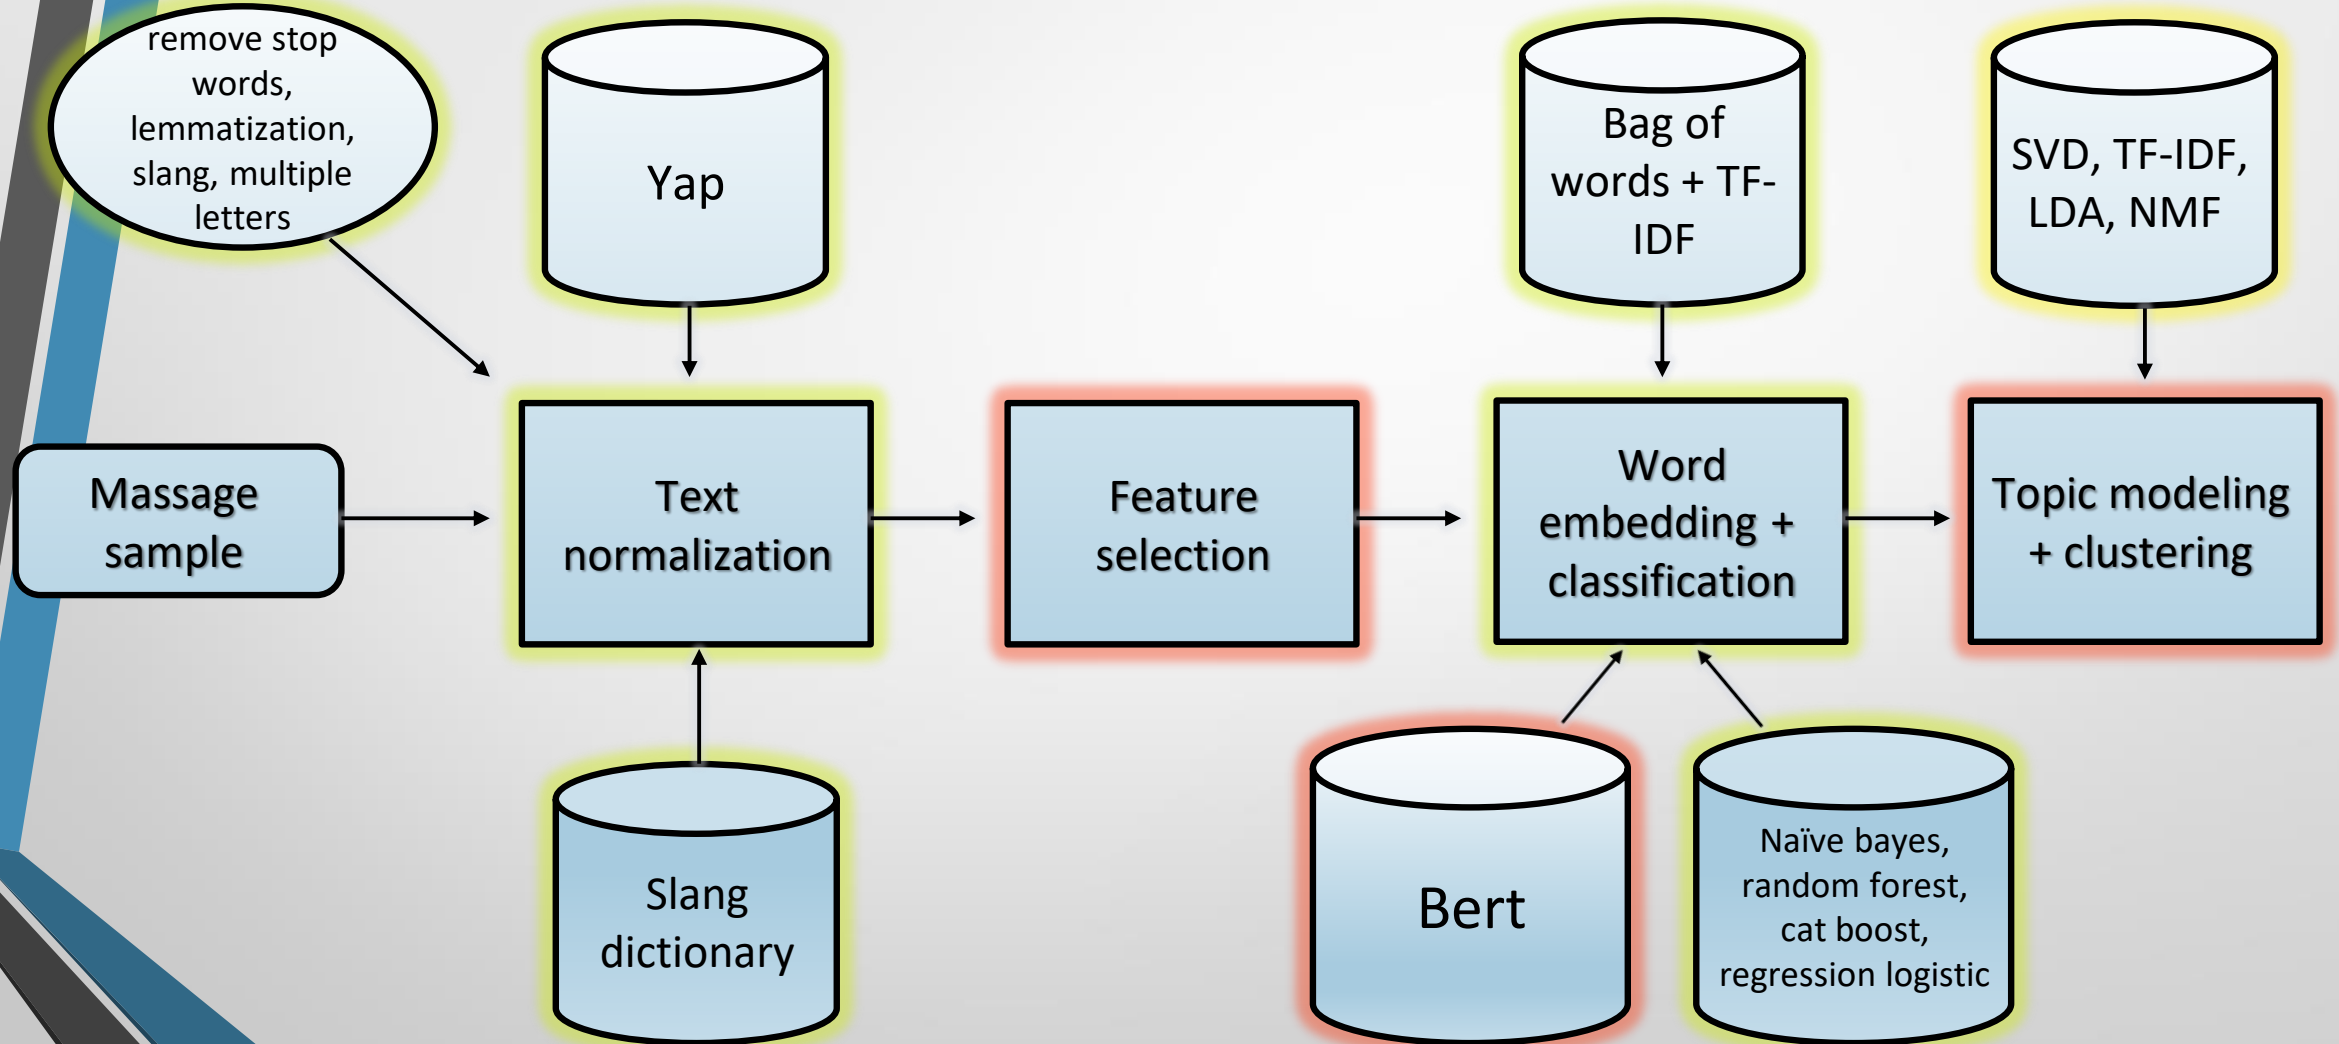 remove stop
words,
lemmatization,
slang, multiple
letters
Yap
Bag of
words + TF-
IDF
SVD, TF-IDF,
LDA, NMF
Massage
sample
Text
normalization
Feature
selection
Word
embedding +
classification
Topic modeling
+ clustering
Slang
dictionary
Bert
Naïve bayes,
random forest,
cat boost,
regression logistic